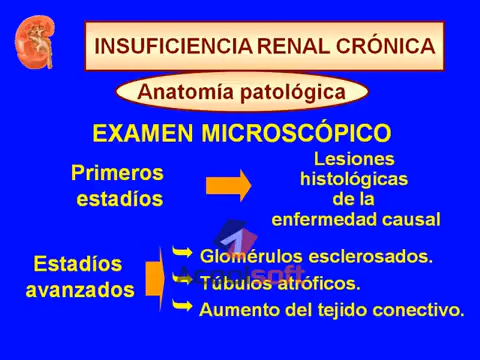 INSUFICIENCIA RENAL CRÓNICA
Anatomía patológica
EXAMEN MICROSCÓPICO
Primeros
estadíos
Lesiones
histológicas
de la
enfermedad causal
Estadíos
avanzados
Glomérulos esclerosados.
Túbulos atróficos.
Aumento del tejido conectivo.